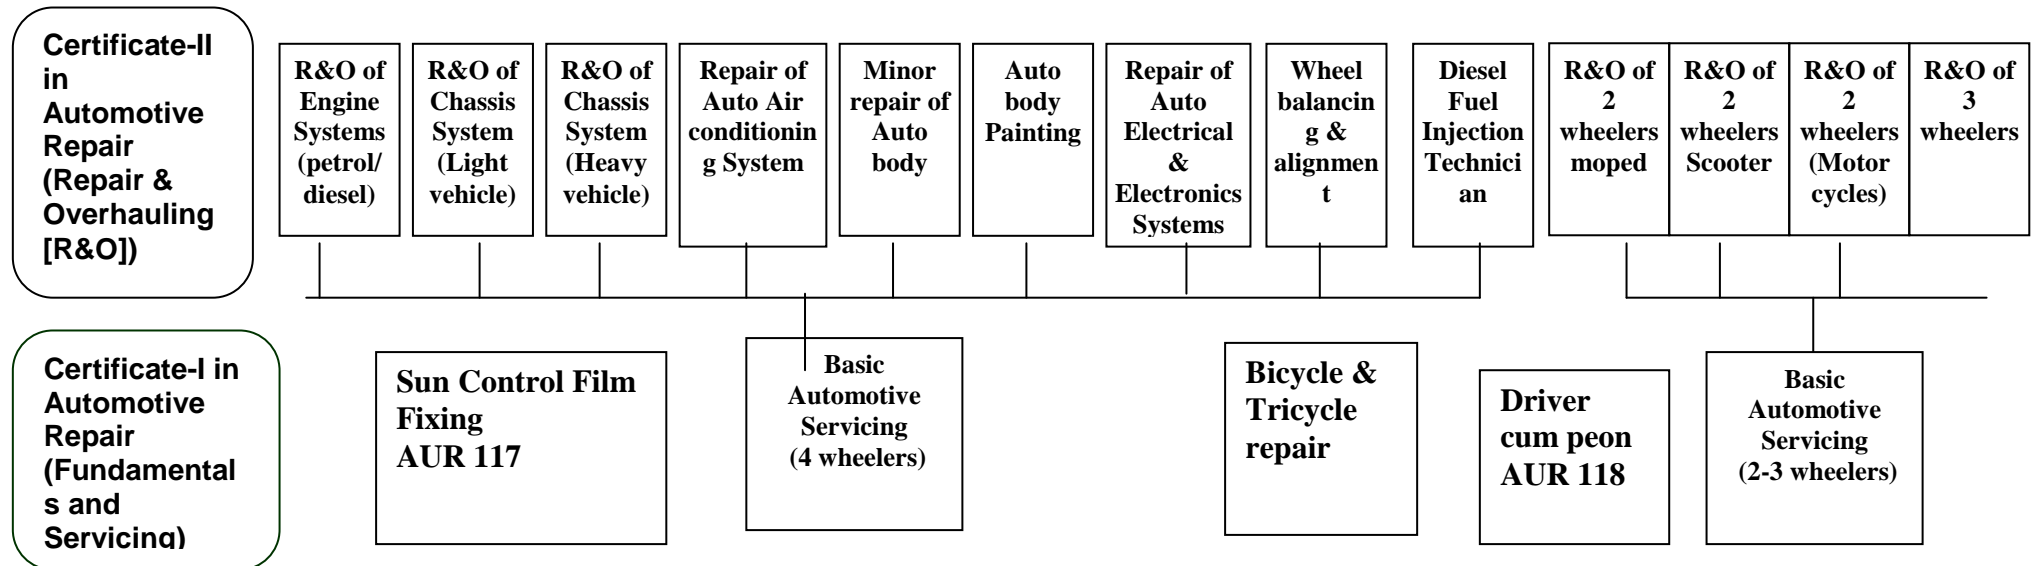 Certificate-II
in
Automotive
Repair
(Repair &
Overhauling
[R&O])
R&O of
Engine
Systems
(petrol/
diesel)
R&O of
Chassis
System
(Light
vehicle)
R&O of
Chassis
System
(Heavy
vehicle)
Repair of
Auto Air
conditionin
g System
Minor
repair of
Auto
body
Auto
body
Painting
Repair of
Auto
Electrical
&
Electronics
Systems
Wheel
balancin
g &
alignmen
t
Diesel
Fuel
Injection
Technici
an
R&O of
2
wheelers
moped
R&O of
2
wheelers
Scooter
R&O of
2
wheelers
(Motor
cycles)
R&O of
3
wheelers
Certificate-I in
Automotive
Repair
(Fundamental
s and
Servicing)
Sun Control Film
Fixing
AUR 117
Basic
Automotive
Servicing
(4 wheelers)
Bicycle &
Tricycle
repair
Driver
cum peon
AUR 118
Basic
Automotive
Servicing
(2-3 wheelers)